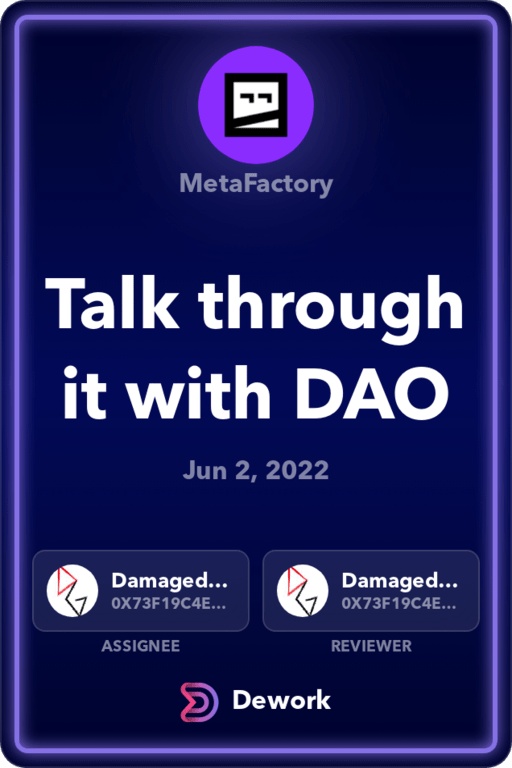 MetaFactory
Talk through
it with DAO
Jun 2, 2022
Damaged...
0X73F19C4E...
ASSIGNEE
Damaged...
0X73F19C4E...
REVIEWER
Dework